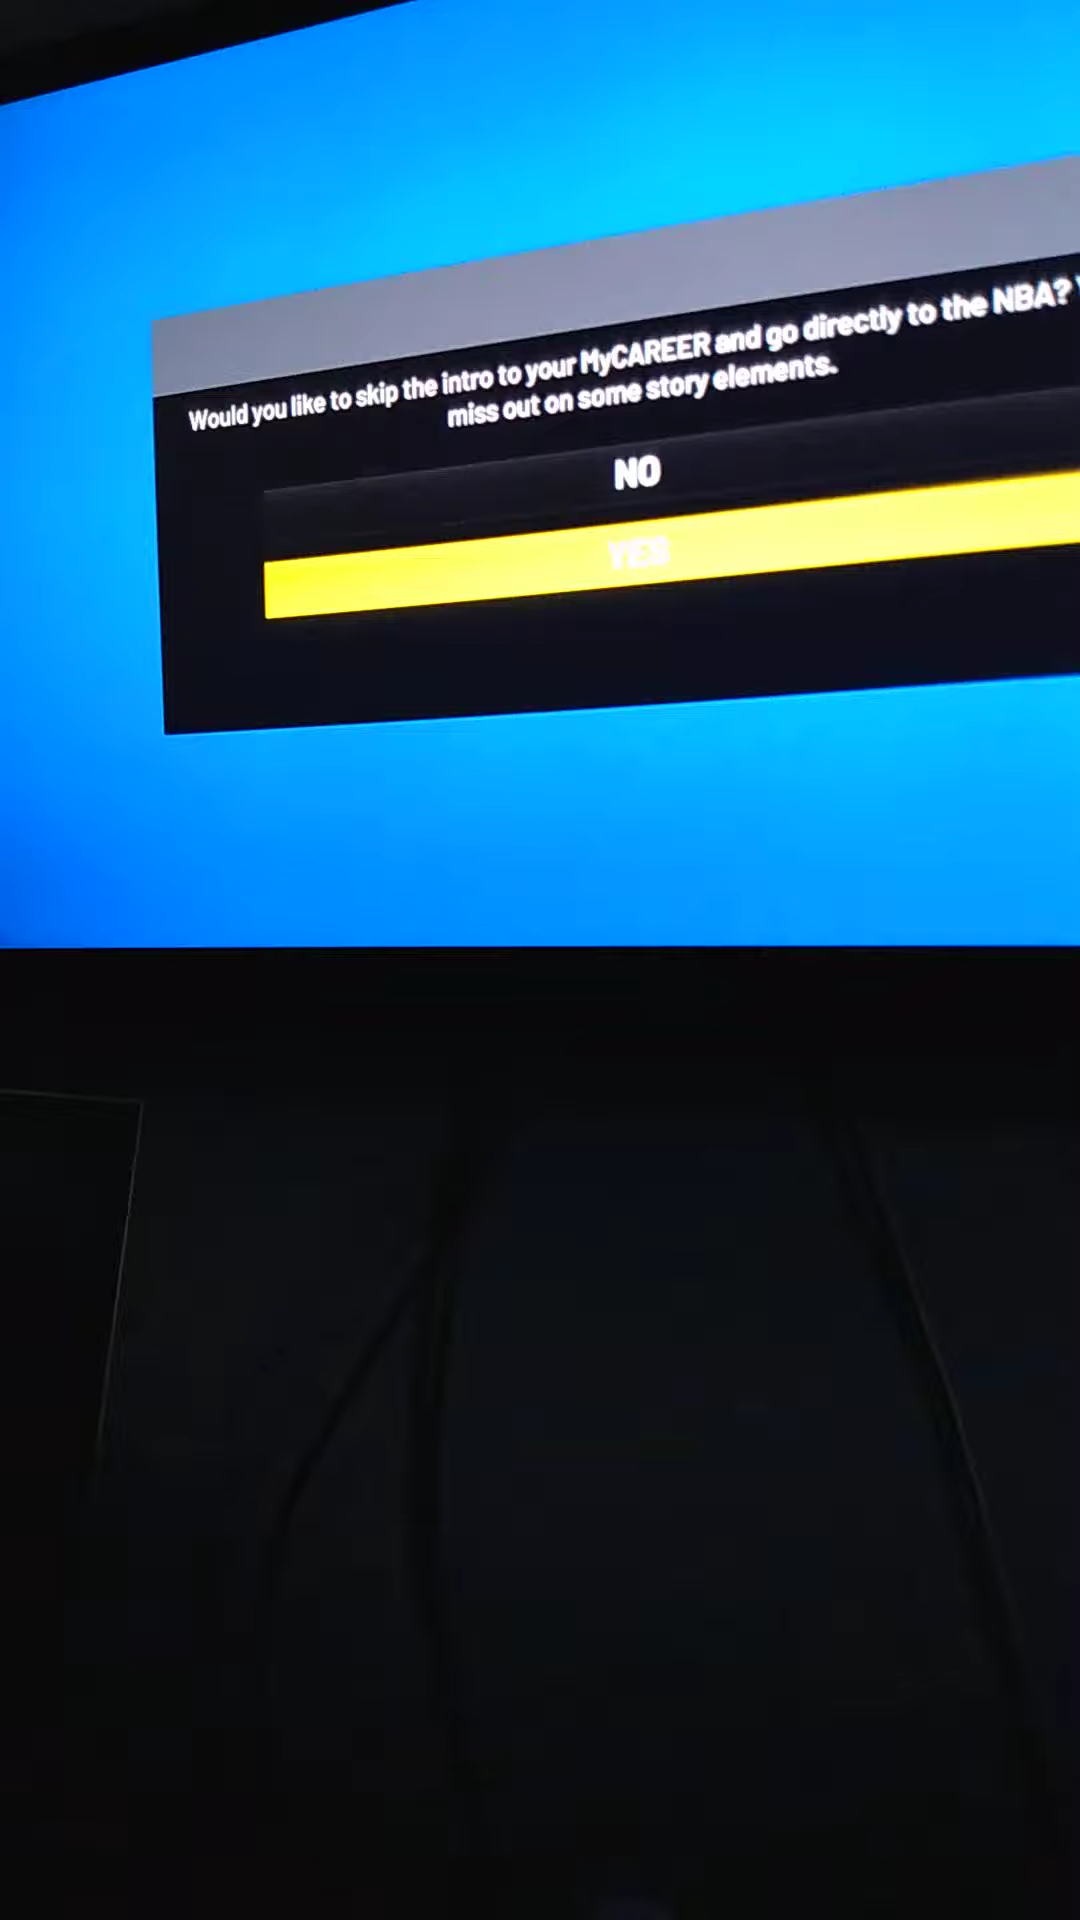 Would you like to skip the intro to your MyCAREER and go directly to the NBA?
miss out on some story elements.
NO
YES